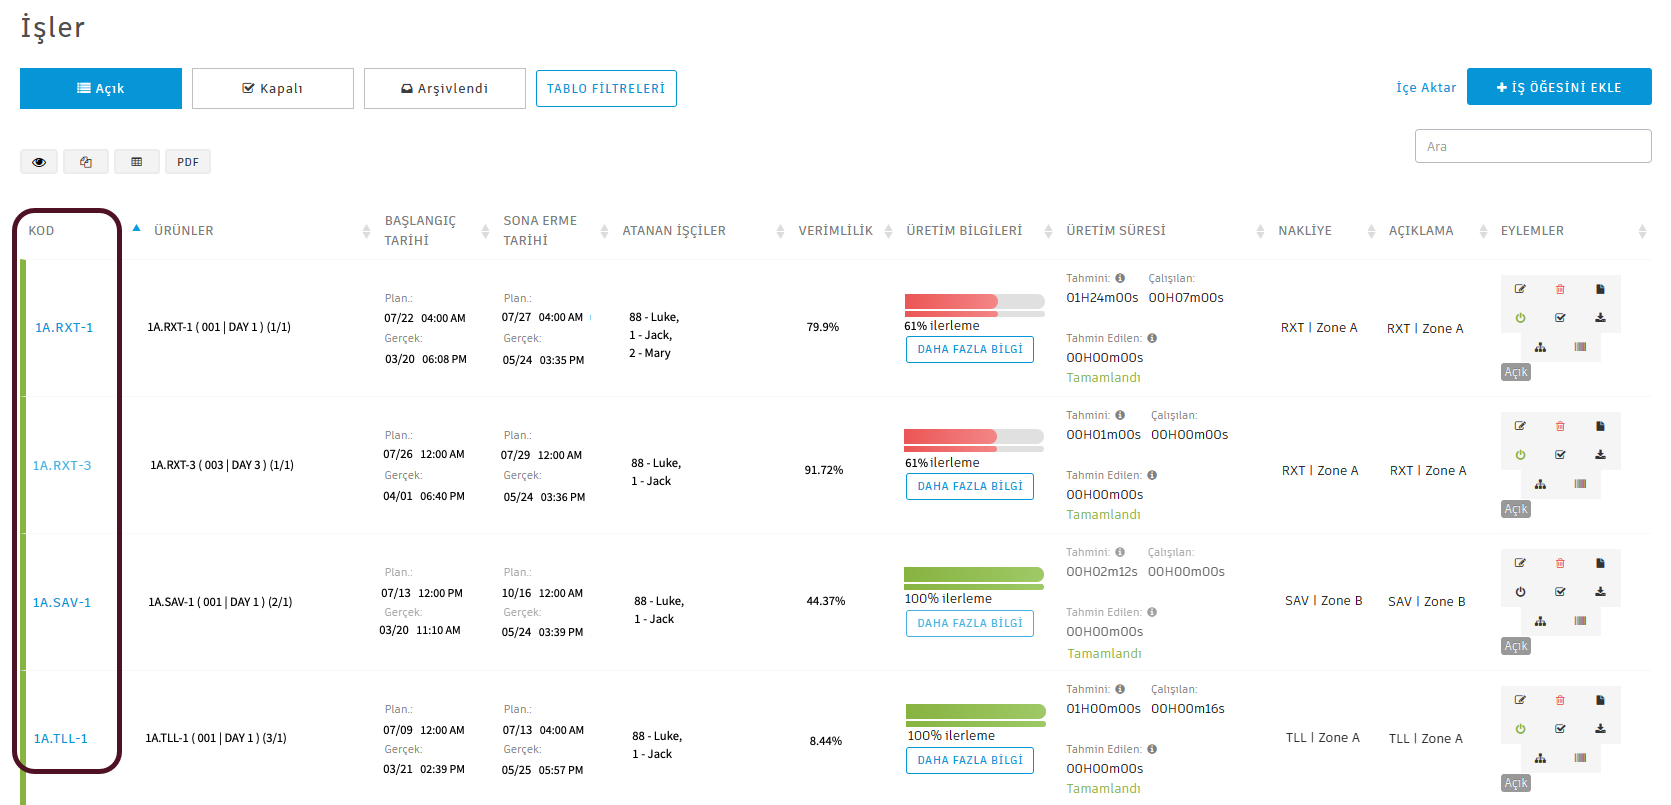 İşler
Açık
Kapalı
Arşivlendi
TABLO FİLTRELERİ
İçe Aktar
İŞ ÖĞESİNİ EKLE
Ara
PDF
KOD
ÜRÜNLER
BAŞLANGIÇ
TARİHİ
SONA ERME
TARİHİ
ATANAN İŞÇİLER
VERİMLİLİK
ÜRETİM BİLGİLERİ
ÜRETİM SÜRESİ
NAKLİYE
AÇIKLAMA
EYLEMLER
1A.RXT-1
1A.RXT-1 ( 001 | DAY 1 ) (1/1)
Plan.:
07/22 04:00 AM
Gerçek:
03/20 06:08 PM
Plan.:
07/27 04:00 AM
Gerçek:
05/24 03:35 PM
88 - Luke,
1 - Jack,
2 - Mary
79.9%
61% ilerleme
DAHA FAZLA BİLGİ
Tahmini: Çalışılan:
01H24m00s 00H07m00s
Tahmin Edilen:
00H00m00s
Tamamlandı
RXT | Zone A
RXT | Zone A
Açık
1A.RXT-3
1A.RXT-3 ( 003 | DAY 3 ) (1/1)
Plan.:
07/26 12:00 AM
Gerçek:
04/01 06:40 PM
Plan.:
07/29 12:00 AM
Gerçek:
05/24 03:36 PM
88 - Luke,
1 - Jack
91.72%
61% ilerleme
DAHA FAZLA BİLGİ
Tahmini: Çalışılan:
00H01m00s 00H00m00s
Tahmin Edilen:
00H00m00s
Tamamlandı
RXT | Zone A
RXT | Zone A
Açık
1A.SAV-1
1A.SAV-1 ( 001 | DAY 1 ) (2/1)
Plan.:
07/13 12:00 PM
Gerçek:
03/20 11:10 AM
Plan.:
10/16 12:00 AM
Gerçek:
05/24 03:39 PM
88 - Luke,
1 - Jack
44.37%
100% ilerleme
DAHA FAZLA BİLGİ
Tahmini: Çalışılan:
00H02m12s 00H00m00s
Tahmin Edilen:
00H00m00s
Tamamlandı
SAV | Zone B
SAV | Zone B
Açık
1A.TLL-1
1A.TLL-1 ( 001 | DAY 1 ) (3/1)
Plan.:
07/09 12:00 AM
Gerçek:
03/21 02:39 PM
Plan.:
07/13 04:00 AM
Gerçek:
05/25 05:57 PM
88 - Luke,
1 - Jack
8.44%
100% ilerleme
DAHA FAZLA BİLGİ
Tahmini: Çalışılan:
01H00m00s 00H00m16s
Tahmin Edilen:
00H00m00s
Tamamlandı
TLL | Zone A
TLL | Zone A
Açık